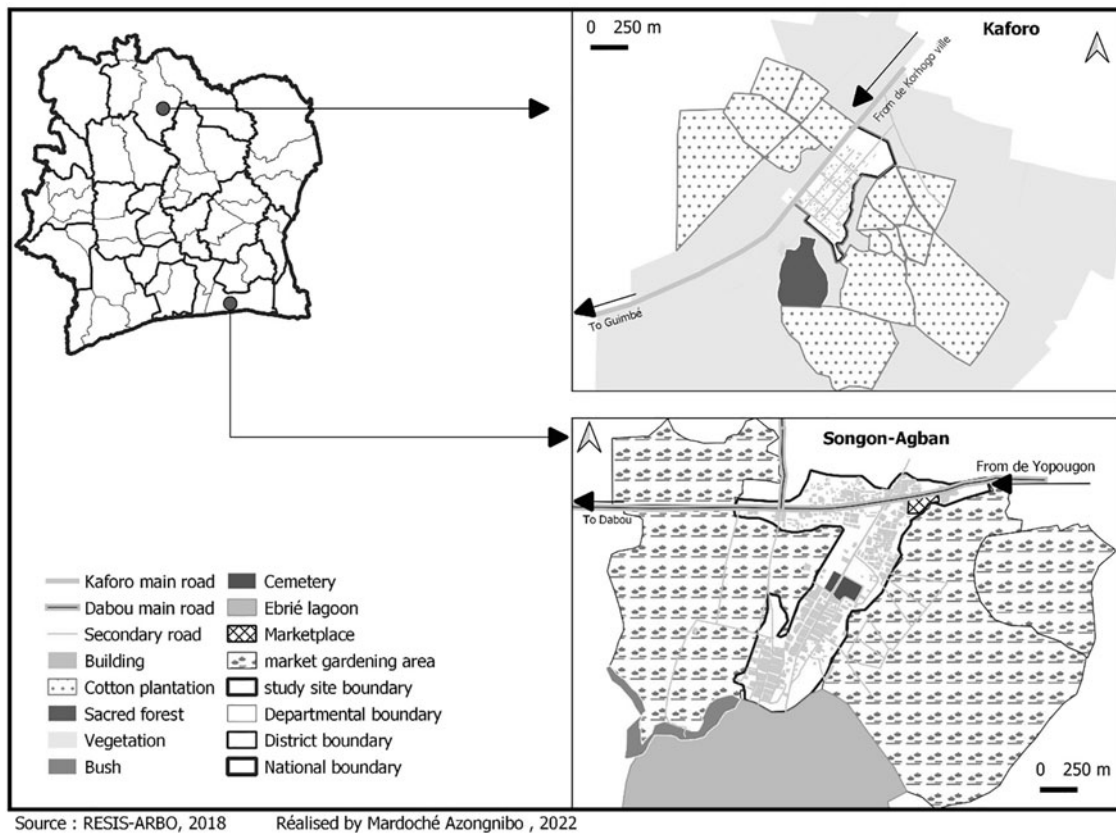 0 250 m
Kaforo
From de Korhogo ville
To Guimbé
Songon-Agban
From de Yopougon
To Dabou
0 250 m
Kaforo main road
Dabou main road
Secondary road
Building
Cotton plantation
Sacred forest
Vegetation
Bush
Cemetery
Ebrié lagoon
Marketplace
market gardening area
study site boundary
Departmental boundary
District boundary
National boundary
Source : RESIS-ARBO, 2018 Réalised by Mardoché Azongnibo , 2022